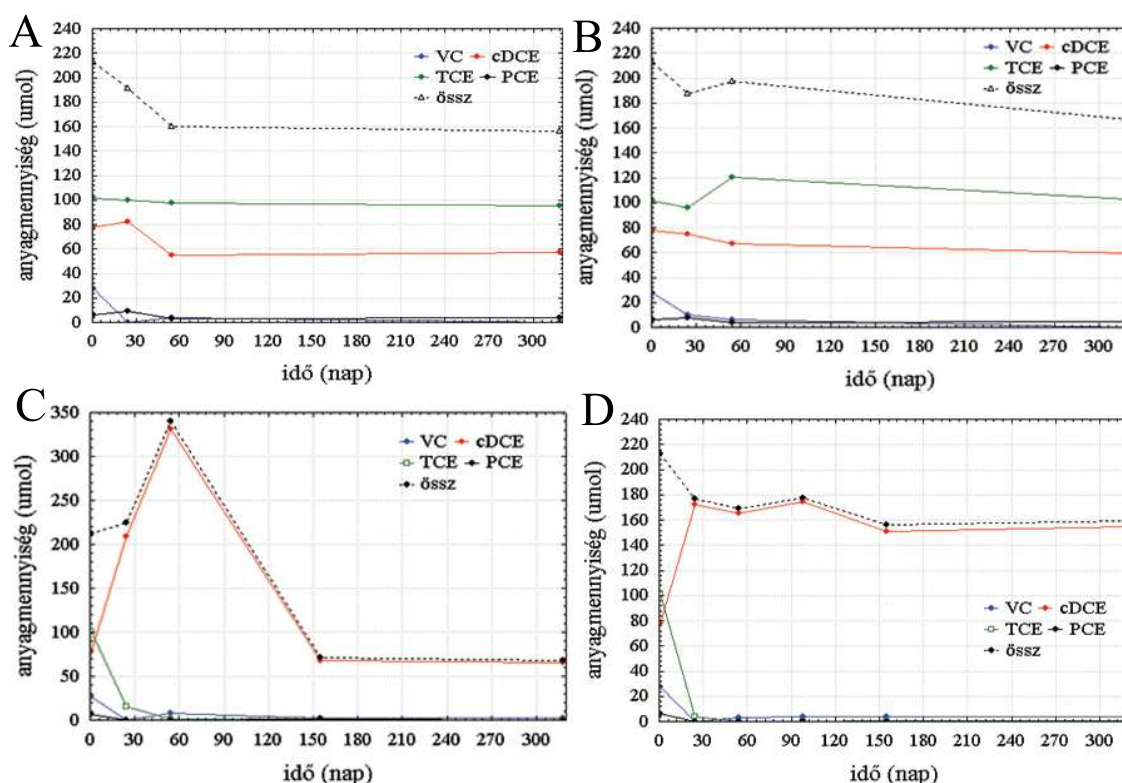 A
anyagmennyiség (umol)
240
220
200
180
160
140
120
100
80
60
40
20
0
0 30 60 90 120 150 180 210 240 270 300
idő (nap)
VC cDCE
TCE PCE
össz
B
anyagmennyiség (umol)
240
220
200
180
160
140
120
100
80
60
40
20
0
0 30 60 90 120 150 180 210 240 270 300
idő (nap)
VC cDCE
TCE PCE
össz
C
anyagmennyiség (umol)
350
300
250
200
150
100
50
0
0 30 60 90 120 150 180 210 240 270 300
idő (nap)
VC cDCE
TCE PCE
össz
D
anyagmennyiség (umol)
240
220
200
180
160
140
120
100
80
60
40
20
0
0 30 60 90 120 150 180 210 240 270 300
idő (nap)
VC cDCE
TCE PCE
össz